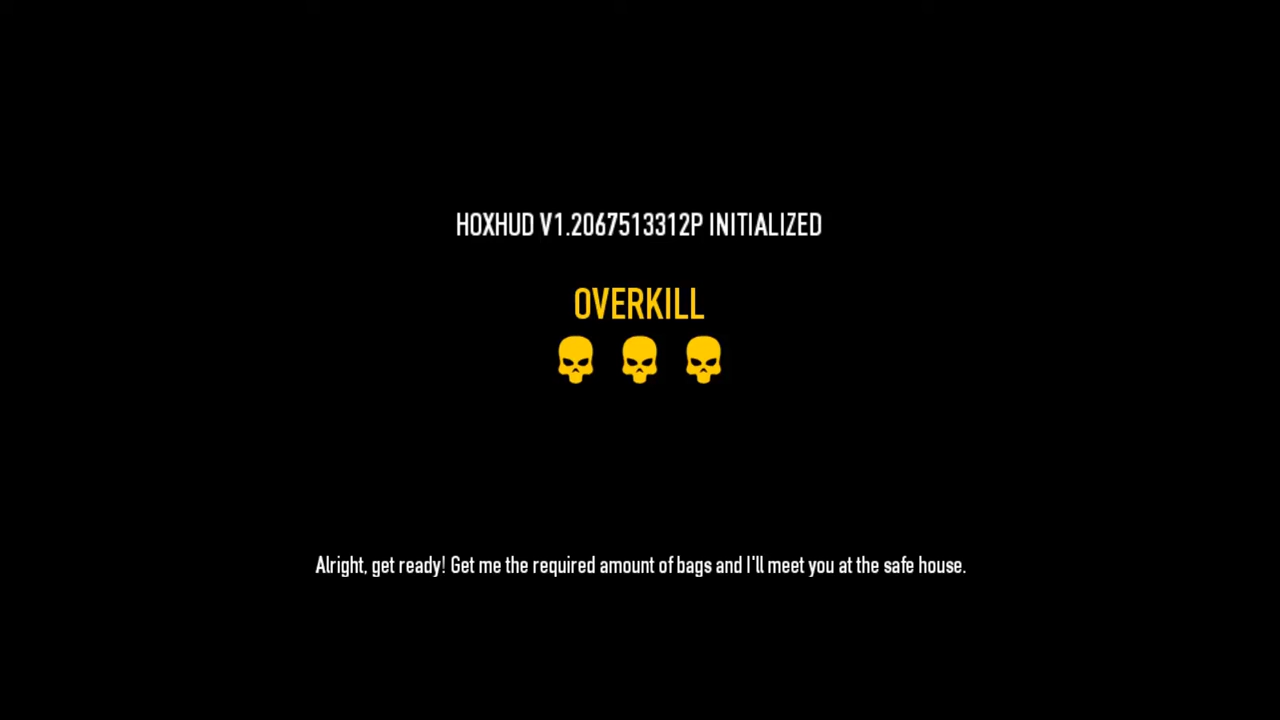 HOXHUD V1.2067513312P INITIALIZED
OVERKILL
Alright, get ready! Get me the required amount of bags and I'll meet you at the safe house.